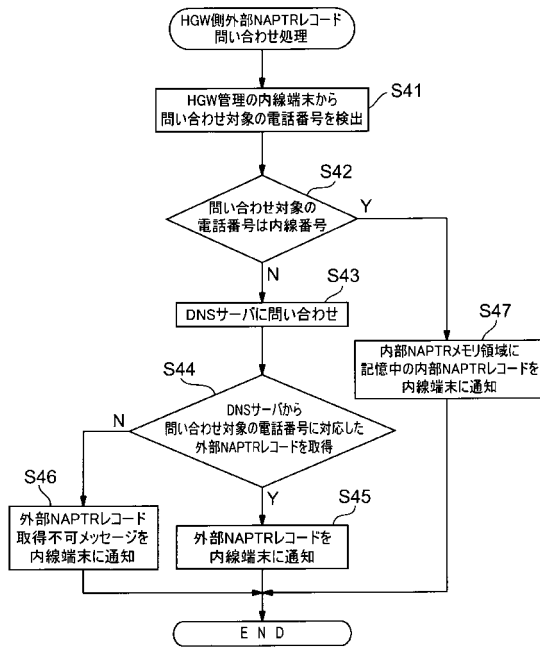 HGW側外部NAPTRレコード
問い合わせ処理
S41
HGW管理の内線端末から
問い合わせ対象の電話番号を検出
S42
問い合わせ対象の
電話番号は内線番号
Y
N
S43
DNSサーバに問い合わせ
S47
内部NAPTRメモリ領域に
記憶中の内部NAPTRレコードを
内線端末に通知
S44
DNSサーバから
問い合わせ対象の電話番号に対応した
外部NAPTRレコードを取得
N
Y
S46
外部NAPTRレコード
取得不可メッセージを
内線端末に通知
S45
外部NAPTRレコードを
内線端末に通知
E N D